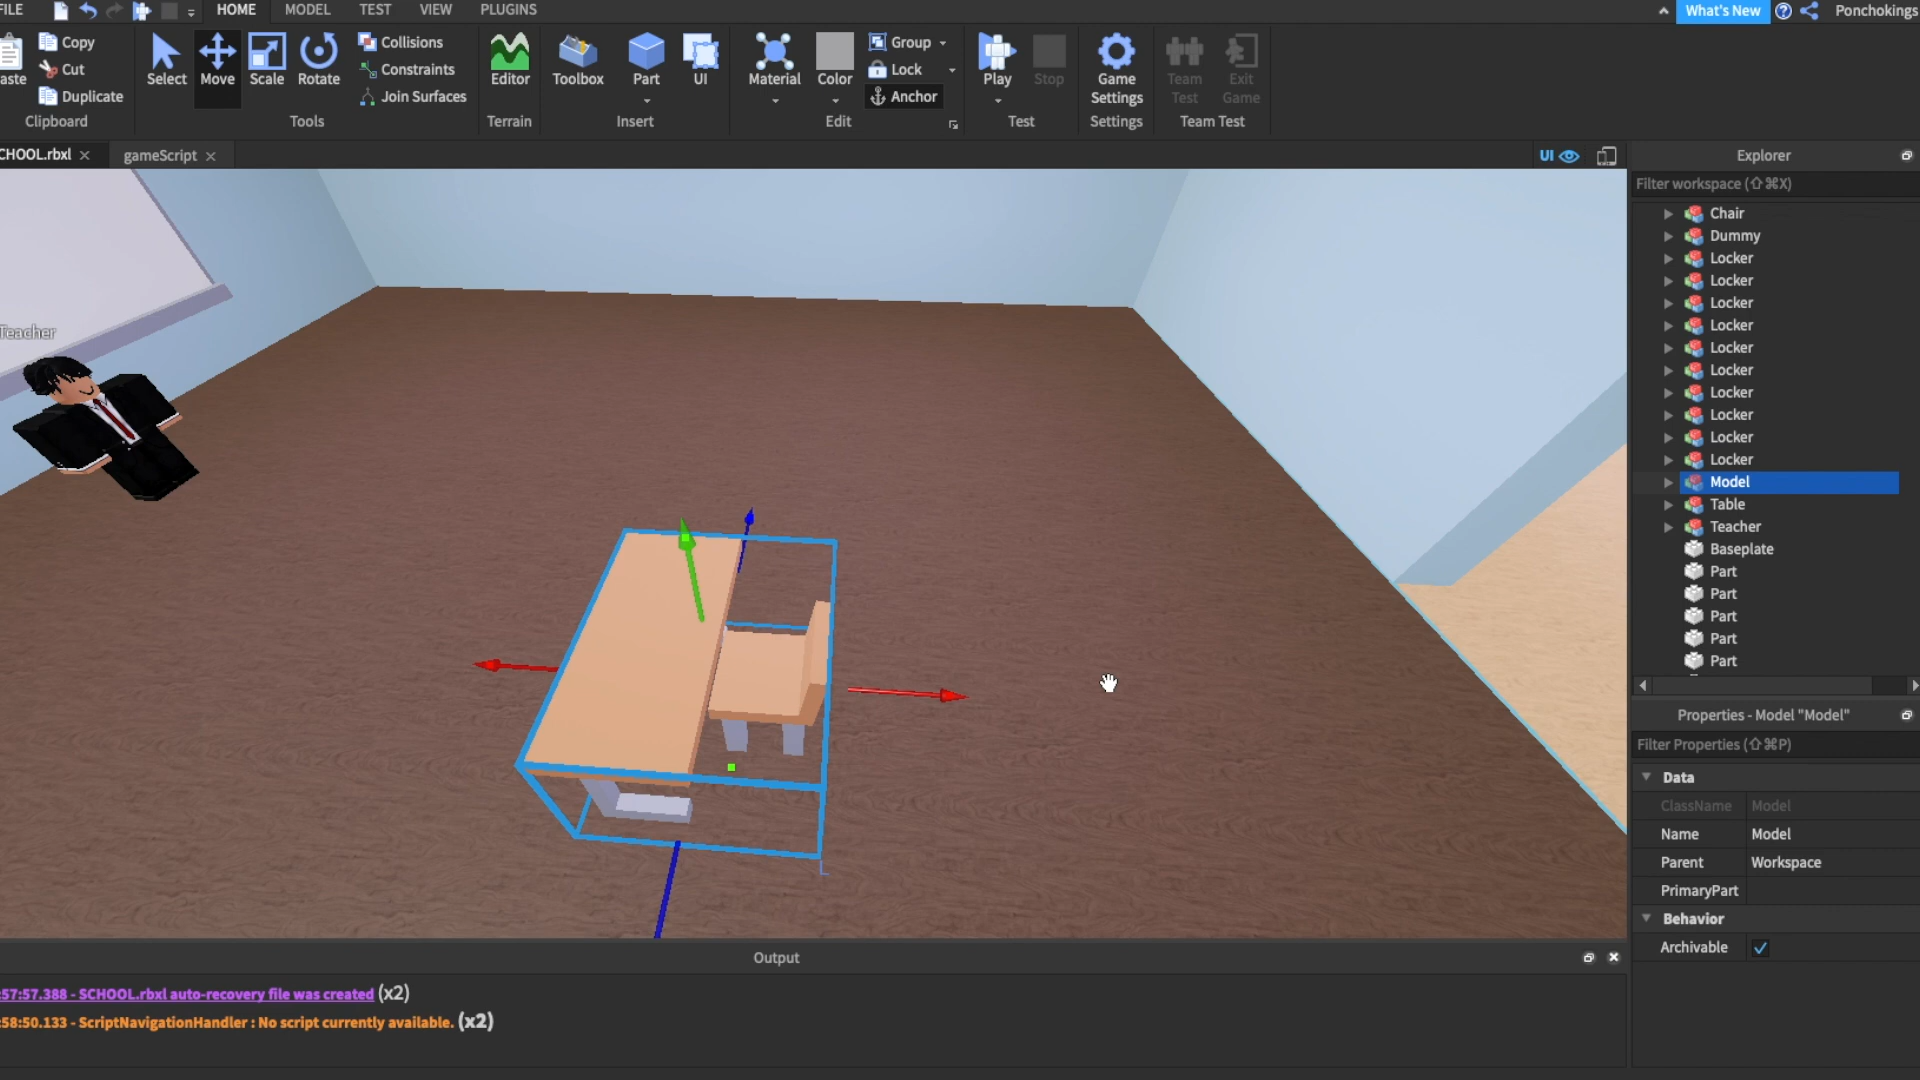 FILE HOME MODEL TEST VIEW PLUGINS What's New Ponchokings
Copy Collisions Group
aste Cut Select Move Scale Rotate Constraints Editor Toolbox Part UI Material Color Lock Play Stop Game Team Exit
Duplicate Join Surfaces Anchor Settings Test Game
Clipboard Tools Terrain Insert Edit Test Settings Team Test
CHOOL.rbxl × gameScript × UI Explorer
Filter workspace (⇧⌘X)
Chair
Dummy
Locker
Locker
Locker
Locker
Locker
Locker
Locker
Locker
Locker
Locker
Model
Table
Teacher
Baseplate
Part
Part
Part
Part
Part
Teacher
Properties - Model "Model"
Filter Properties (⇧⌘P)
Data
ClassName Model
Name Model
Parent Workspace
PrimaryPart
Behavior
Archivable
Output
:57:57.388 - SCHOOL.rbxl auto-recovery file was created (x2)
:58:50.133 - ScriptNavigationHandler : No script currently available. (x2)